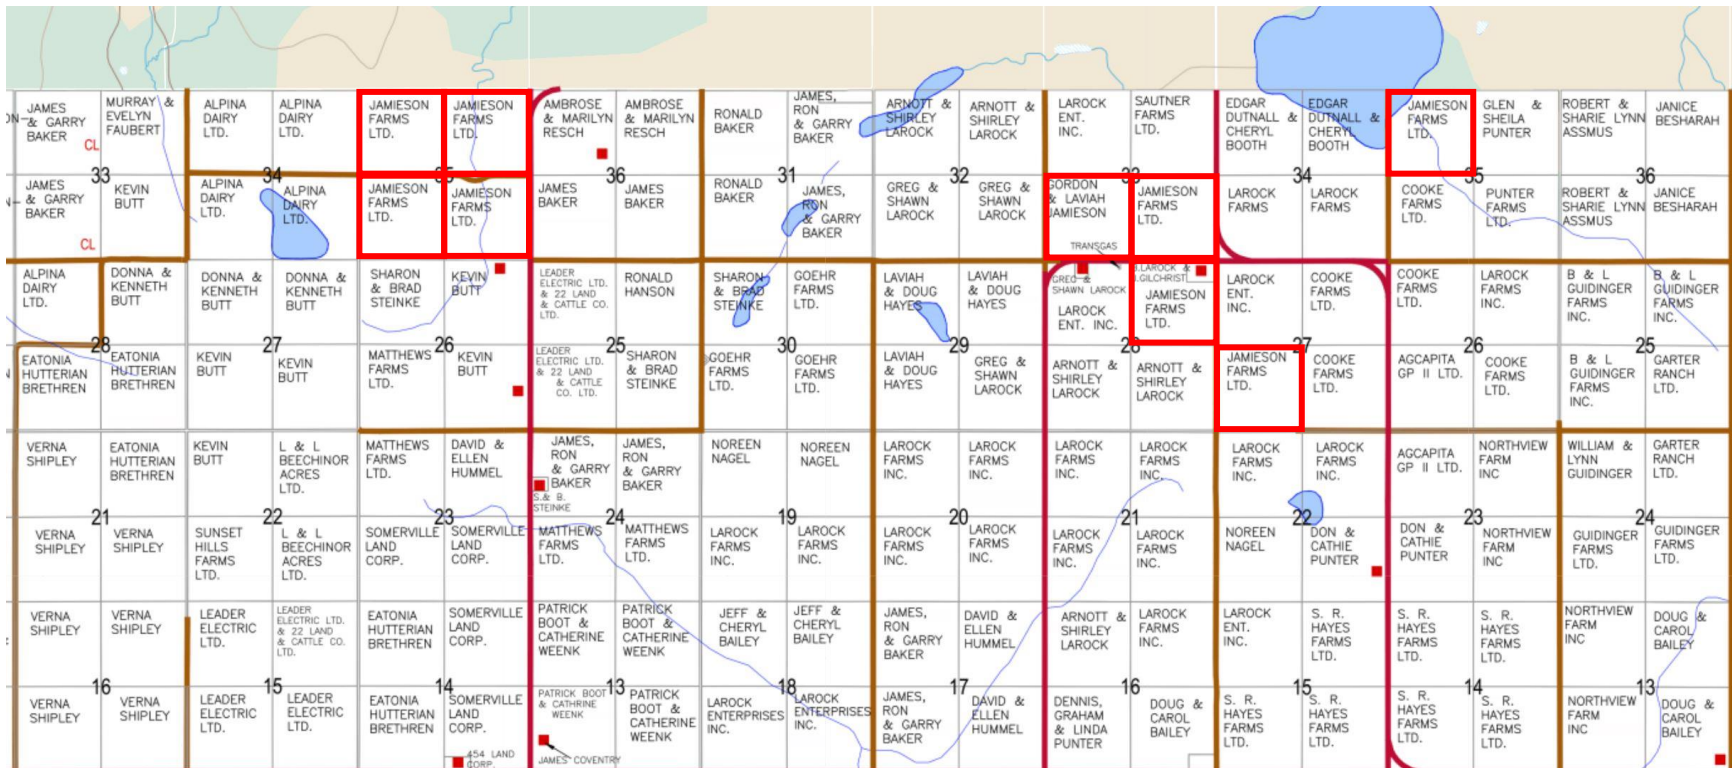 ON
JAMES
& GARRY
BAKER
CL
MURRAY &
EVELYN
FAUBERT
ALPINA
DAIRY
LTD.
ALPINA
DAIRY
LTD.
JAMIESON
FARMS
LTD.
JAMIESON
FARMS
LTD.
AMBROSE
& MARILYN
RESCH
AMBROSE
& MARILYN
RESCH
RONALD
BAKER
JAMES,
RON
& GARRY
BAKER
ARNOTT &
SHIRLEY
LAROCK
ARNOTT &
SHIRLEY
LAROCK
LAROCK
ENT.
INC.
SAUTNER
FARMS
LTD.
EDGAR
DUTNALL &
CHERYL
BOOTH
EDGAR
DUTNALL &
CHERYL
BOOTH
JAMIESON
FARMS
LTD.
GLEN &
SHEILA
PUNTER
ROBERT &
SHARIE LYNN
ASSMUS
JANICE
BESHARAH
33
34
35
36
31
32
33
34
35
36
N
JAMES
& GARRY
BAKER
CL
KEVIN
BUTT
ALPINA
DAIRY
LTD.
ALPINA
DAIRY
LTD.
JAMIESON
FARMS
LTD.
JAMIESON
FARMS
LTD.
JAMES
BAKER
JAMES
BAKER
RONALD
BAKER
JAMES,
RON
& GARRY
BAKER
GREG &
SHAWN
LAROCK
GREG &
SHAWN
LAROCK
GORDON
& LAVIAH
JAMIESON
TRANSGAS
JAMIESON
FARMS
LTD.
LAROCK
FARMS
LAROCK
FARMS
COOKE
FARMS
LTD.
PUNTER
FARMS
LTD.
ROBERT &
SHARIE LYNN
ASSMUS
JANICE
BESHARAH
ALPINA
DAIRY
LTD.
DONNA &
KENNETH
BUTT
DONNA &
KENNETH
BUTT
DONNA &
KENNETH
BUTT
SHARON
& BRAD
STEINKE
KEVIN
BUTT
LEADER
ELECTRIC LTD.
& 22 LAND
& CATTLE CO.
LTD.
RONALD
HANSON
SHARON
& BRAD
STEINKE
GOEHR
FARMS
LTD.
LAVIAH
& DOUG
HAYES
LAVIAH
& DOUG
HAYES
GREG &
SHAWN LAROCK
LAROCK
ENT. INC.
J.LAROCK &
J.GILCHRIST
JAMIESON
FARMS
LTD.
LAROCK
ENT.
INC.
COOKE
FARMS
LTD.
COOKE
FARMS
LTD.
LAROCK
FARMS
INC.
B & L
GUIDINGER
FARMS
INC.
B & L
GUIDINGER
FARMS
INC.
28
27
26
25
30
29
28
27
26
25
N
EATONIA
HUTTERIAN
BRETHREN
EATONIA
HUTTERIAN
BRETHREN
KEVIN
BUTT
KEVIN
BUTT
MATTHEWS
FARMS
LTD.
KEVIN
BUTT
LEADER
ELECTRIC LTD.
& 22 LAND
& CATTLE
CO. LTD.
SHARON
& BRAD
STEINKE
GOEHR
FARMS
LTD.
GOEHR
FARMS
LTD.
LAVIAH
& DOUG
HAYES
GREG &
SHAWN
LAROCK
ARNOTT &
SHIRLEY
LAROCK
ARNOTT &
SHIRLEY
LAROCK
JAMIESON
FARMS
LTD.
COOKE
FARMS
LTD.
AGCAPITA
GP II LTD.
COOKE
FARMS
LTD.
B & L
GUIDINGER
FARMS
INC.
GARTER
RANCH
LTD.
VERNA
SHIPLEY
EATONIA
HUTTERIAN
BRETHREN
KEVIN
BUTT
L & L
BEECHINOR
ACRES
LTD.
MATTHEWS
FARMS
LTD.
DAVID &
ELLEN
HUMMEL
JAMES,
RON
& GARRY
BAKER
S.& B.
STEINKE
JAMES,
RON
& GARRY
BAKER
NOREEN
NAGEL
NOREEN
NAGEL
LAROCK
FARMS
INC.
LAROCK
FARMS
INC.
LAROCK
FARMS
INC.
LAROCK
FARMS
INC.
LAROCK
FARMS
INC.
LAROCK
FARMS
INC.
AGCAPITA
GP II LTD.
NORTHVIEW
FARM
INC
WILLIAM &
LYNN
GUIDINGER
GARTER
RANCH
LTD.
21
22
23
24
19
20
21
22
23
24
VERNA
SHIPLEY
VERNA
SHIPLEY
SUNSET
HILLS
FARMS
LTD.
L & L
BEECHINOR
ACRES
LTD.
SOMERVILLE
LAND
CORP.
SOMERVILLE
LAND
CORP.
MATTHEWS
FARMS
LTD.
MATTHEWS
FARMS
LTD.
LAROCK
FARMS
INC.
LAROCK
FARMS
INC.
LAROCK
FARMS
INC.
LAROCK
FARMS
INC.
LAROCK
FARMS
INC.
LAROCK
FARMS
INC.
NOREEN
NAGEL
DON &
CATHIE
PUNTER
DON &
CATHIE
PUNTER
NORTHVIEW
FARM
INC
GUIDINGER
FARMS
LTD.
GUIDINGER
FARMS
LTD.
VERNA
SHIPLEY
VERNA
SHIPLEY
LEADER
ELECTRIC
LTD.
LEADER
ELECTRIC LTD.
& 22 LAND
& CATTLE CO.
LTD.
EATONIA
HUTTERIAN
BRETHREN
SOMERVILLE
LAND
CORP.
PATRICK
BOOT &
CATHERINE
WEENK
PATRICK
BOOT &
CATHERINE
WEENK
JEFF &
CHERYL
BAILEY
JEFF &
CHERYL
BAILEY
JAMES,
RON
& GARRY
BAKER
DAVID &
ELLEN
HUMMEL
ARNOTT &
SHIRLEY
LAROCK
LAROCK
FARMS
INC.
LAROCK
ENT.
INC.
S. R.
HAYES
FARMS
LTD.
S. R.
HAYES
FARMS
LTD.
S. R.
HAYES
FARMS
LTD.
NORTHVIEW
FARM
INC
DOUG &
CAROL
BAILEY
16
15
14
13
18
17
16
15
14
13
VERNA
SHIPLEY
VERNA
SHIPLEY
LEADER
ELECTRIC
LTD.
LEADER
ELECTRIC
LTD.
EATONIA
HUTTERIAN
BRETHREN
SOMERVILLE
LAND
CORP.
454 LAND
CORP.
PATRICK BOOT
& CATHRINE
WEENK
JAMES COVENTRY
PATRICK
BOOT &
CATHERINE
WEENK
LAROCK
ENTERPRISES
INC.
LAROCK
ENTERPRISES
INC.
JAMES,
RON
& GARRY
BAKER
DAVID &
ELLEN
HUMMEL
DENNIS,
GRAHAM
& LINDA
PUNTER
DOUG &
CAROL
BAILEY
S. R.
HAYES
FARMS
LTD.
S. R.
HAYES
FARMS
LTD.
S. R.
HAYES
FARMS
LTD.
S. R.
HAYES
FARMS
LTD.
NORTHVIEW
FARM
INC
DOUG &
CAROL
BAILEY